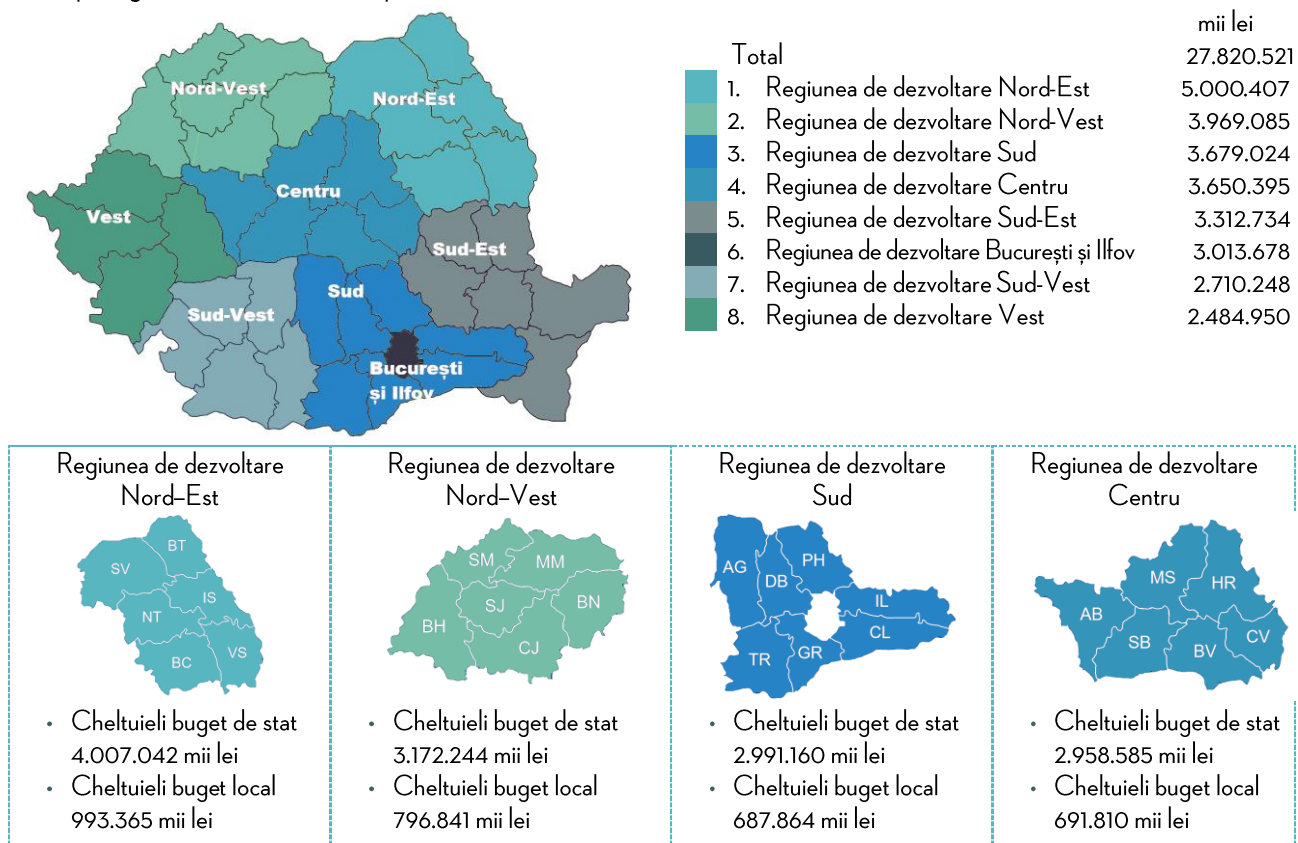 mii lei
Total 27.820.521
1. Regiunea de dezvoltare Nord-Est 5.000.407
2. Regiunea de dezvoltare Nord-Vest 3.969.085
3. Regiunea de dezvoltare Sud 3.679.024
4. Regiunea de dezvoltare Centru 3.650.395
5. Regiunea de dezvoltare Sud-Est 3.312.734
6. Regiunea de dezvoltare București și Ilfov 3.013.678
7. Regiunea de dezvoltare Sud-Vest 2.710.248
8. Regiunea de dezvoltare Vest 2.484.950
Nord-Vest
Nord-Est
Centru
Vest
Sud-Est
Sud
Sud-Vest
București
și Ilfov
Regiunea de dezvoltare
Nord–Est
BT
SV
IS
NT
VS
BC
• Cheltuieli buget de stat
4.007.042 mii lei
• Cheltuieli buget local
993.365 mii lei
Regiunea de dezvoltare
Nord–Vest
SM
MM
SJ
BN
BH
CJ
• Cheltuieli buget de stat
3.172.244 mii lei
• Cheltuieli buget local
796.841 mii lei
Regiunea de dezvoltare
Sud
AG
PH
DB
IL
CL
TR
GR
• Cheltuieli buget de stat
2.991.160 mii lei
• Cheltuieli buget local
687.864 mii lei
Regiunea de dezvoltare
Centru
MS
HR
AB
CV
SB
BV
• Cheltuieli buget de stat
2.958.585 mii lei
• Cheltuieli buget local
691.810 mii lei